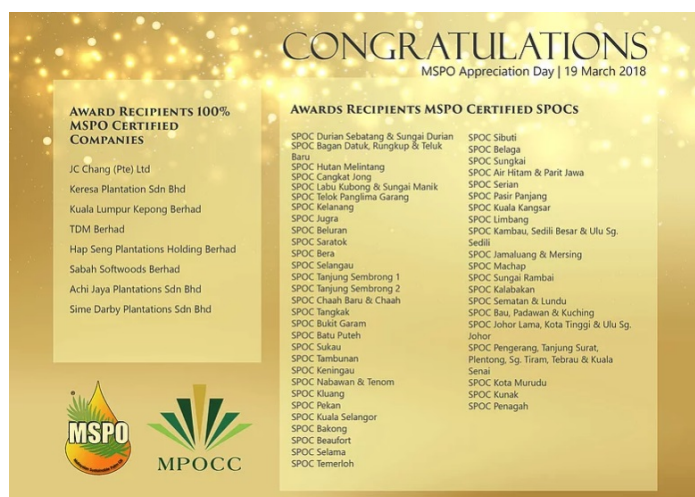 CONGRATULATIONS
MSPO Appreciation Day | 19 March 2018
AWARD RECIPIENTS 100%
MSPO CERTIFIED
COMPANIES
JC Chang (Pte) Ltd
Keresa Plantation Sdn Bhd
Kuala Lumpur Kepong Berhad
TDM Berhad
Hap Seng Plantations Holding Berhad
Sabah Softwoods Berhad
Achi Jaya Plantations Sdn Bhd
Sime Darby Plantations Sdn Bhd
AWARDS RECIPIENTS MSPO CERTIFIED SPOCS
SPOC Durian Sebatang & Sungai Durian
SPOC Bagan Datuk, Rungkup & Teluk
Baru
SPOC Hutan Melintang
SPOC Cangkat Jong
SPOC Labu Kubong & Sungai Manik
SPOC Telok Panglima Garang
SPOC Kelanang
SPOC Jugra
SPOC Beluran
SPOC Saratok
SPOC Bera
SPOC Selangau
SPOC Tanjung Sembrong 1
SPOC Tanjung Sembrong 2
SPOC Chaah Baru & Chaah
SPOC Tangkak
SPOC Bukit Garam
SPOC Batu Puteh
SPOC Sukau
SPOC Tambunan
SPOC Keningau
SPOC Nabawan & Tenom
SPOC Kluang
SPOC Pekan
SPOC Kuala Selangor
SPOC Bakong
SPOC Beaufort
SPOC Selama
SPOC Temerloh
SPOC Sibuti
SPOC Belaga
SPOC Sungkai
SPOC Air Hitam & Parit Jawa
SPOC Serian
SPOC Pasir Panjang
SPOC Kuala Kangsar
SPOC Limbang
SPOC Kambau, Sedili Besar & Ulu Sg.
Sedili
SPOC Jamaluang & Mersing
SPOC Machap
SPOC Sungai Rambai
SPOC Kalabakan
SPOC Sematan & Lundu
SPOC Bau, Padawan & Kuching
SPOC Johor Lama, Kota Tinggi & Ulu Sg.
Johor
SPOC Pengerang, Tanjung Surat,
Plentong, Sg. Tiram, Tebrau & Kuala
Senai
SPOC Kota Murudu
SPOC Kunak
SPOC Penagah
MSPO
MPOCC